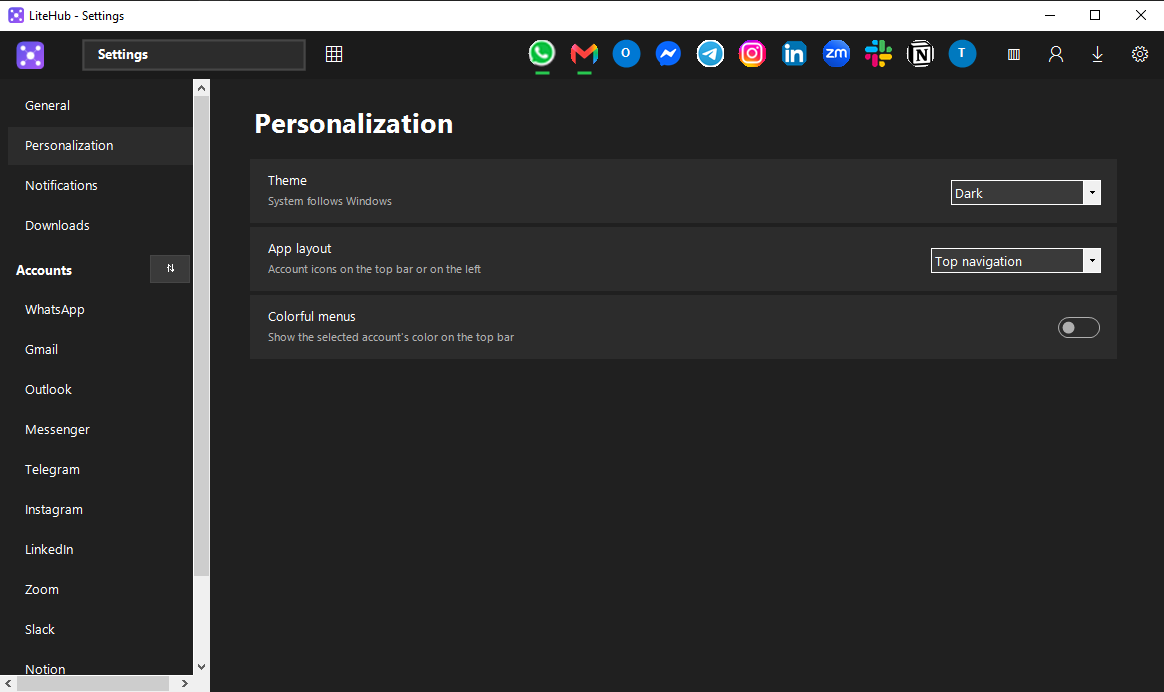 LiteHub - Settings
Settings
O
in
zm
N
T
General
Personalization
Notifications
Downloads
Accounts
WhatsApp
Gmail
Outlook
Messenger
Telegram
Instagram
LinkedIn
Zoom
Slack
Notion
Personalization
Theme
System follows Windows
Dark
App layout
Account icons on the top bar or on the left
Top navigation
Colorful menus
Show the selected account's color on the top bar